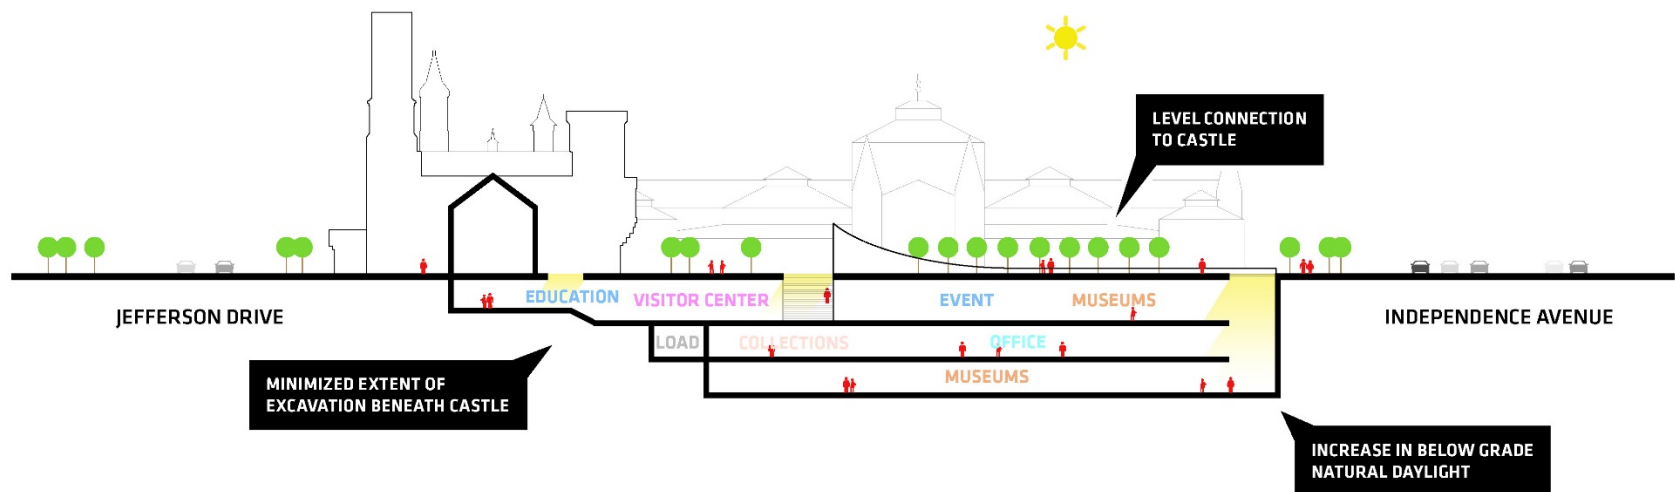 LEVEL CONNECTION
TO CASTLE
EDUCATION
VISITOR CENTER
EVENT
MUSEUMS
JEFFERSON DRIVE
INDEPENDENCE AVENUE
LOAD
COLLECTIONS
OFFICE
MUSEUMS
MINIMIZED EXTENT OF
EXCAVATION BENEATH CASTLE
INCREASE IN BELOW GRADE
NATURAL DAYLIGHT